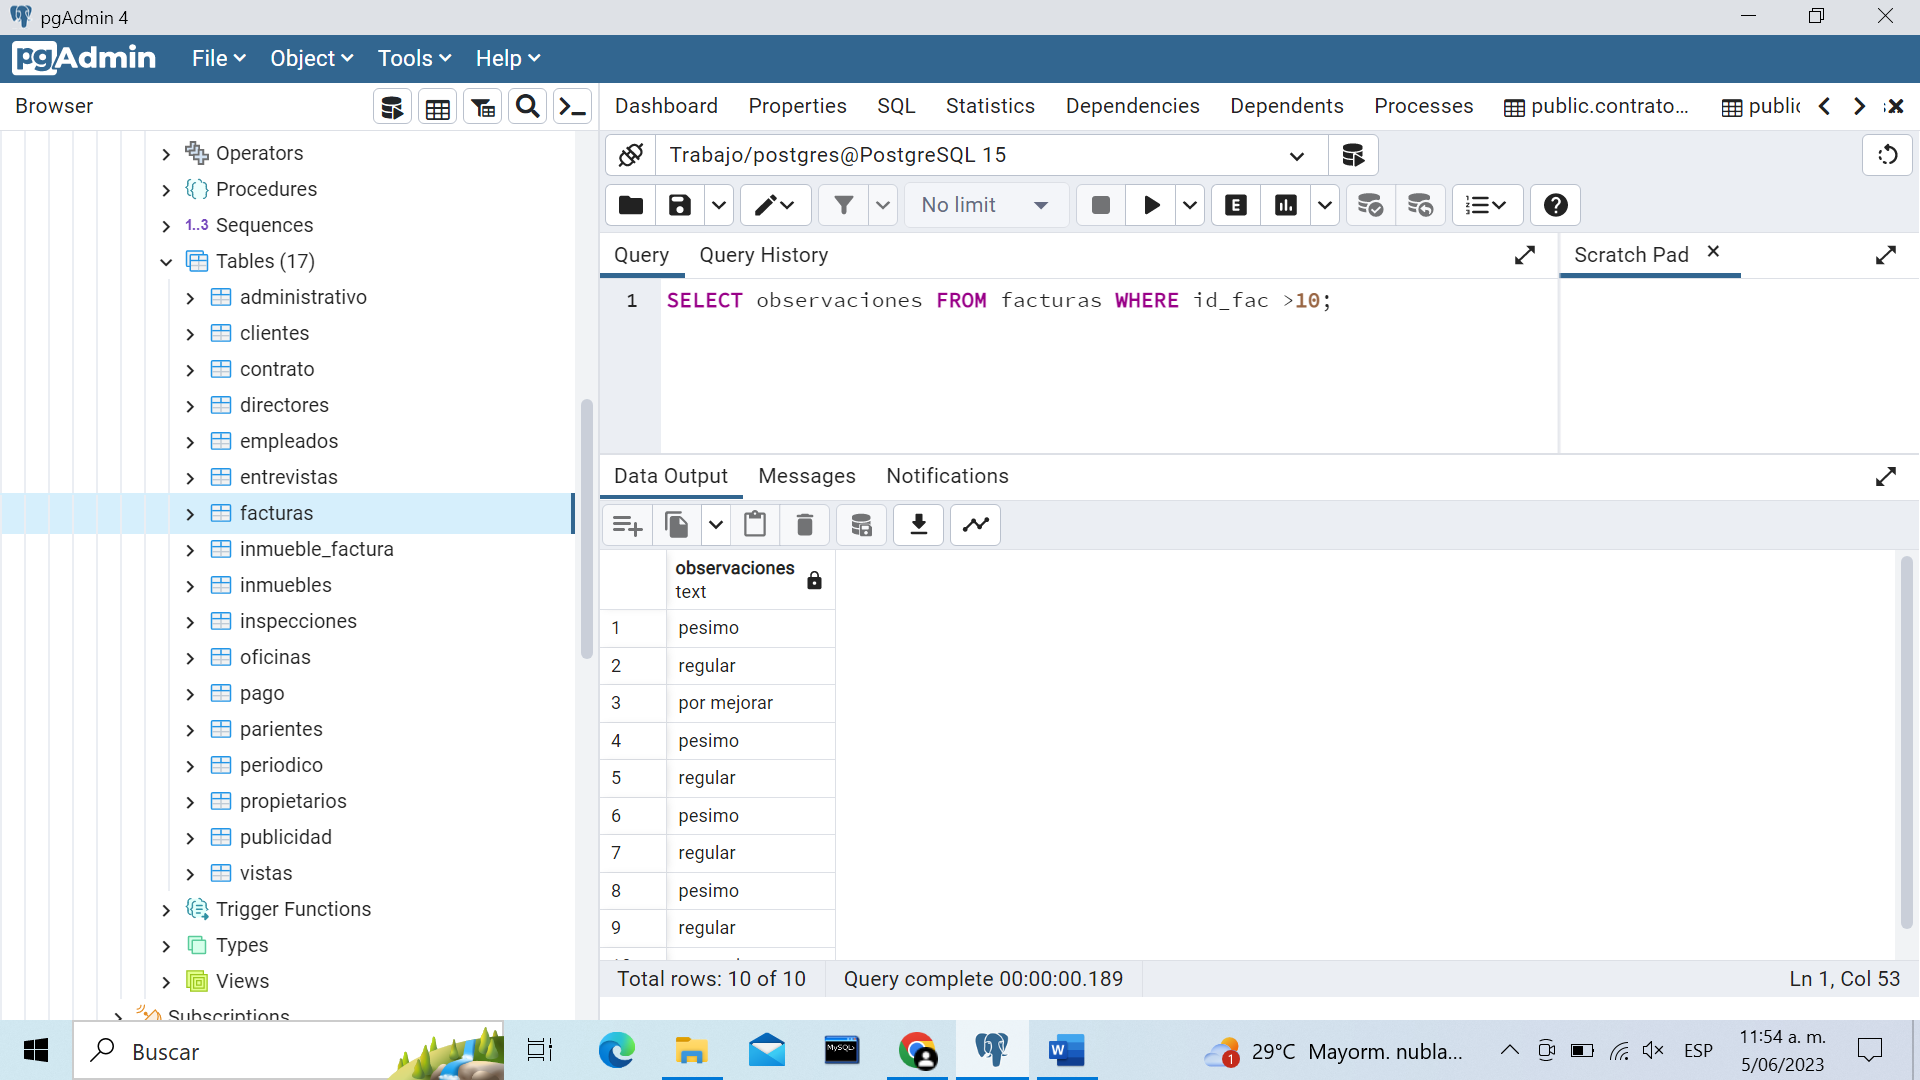 pgAdmin 4
pgAdmin File Object Tools Help
Browser
Dashboard Properties SQL Statistics Dependencies Dependents Processes public.contrato... public
Operators
Procedures
1..3 Sequences
Tables (17)
administrativo
clientes
contrato
directores
empleados
entrevistas
facturas
inmueble_factura
inmuebles
inspecciones
oficinas
pago
parientes
periodico
propietarios
publicidad
vistas
Trigger Functions
Types
Views
Subscriptions
Trabajo/postgres@PostgreSQL 15
No limit
E
Query Query History
Scratch Pad
1 SELECT observaciones FROM facturas WHERE id_fac >10;
Data Output Messages Notifications
observaciones
text
1 pesimo
2 regular
3 por mejorar
4 pesimo
5 regular
6 pesimo
7 regular
8 pesimo
9 regular
Total rows: 10 of 10 Query complete 00:00:00.189 Ln 1, Col 53
Buscar
MySQL
W
1
29°C Mayorm. nubla...
ESP
11:54 a. m.
5/06/2023